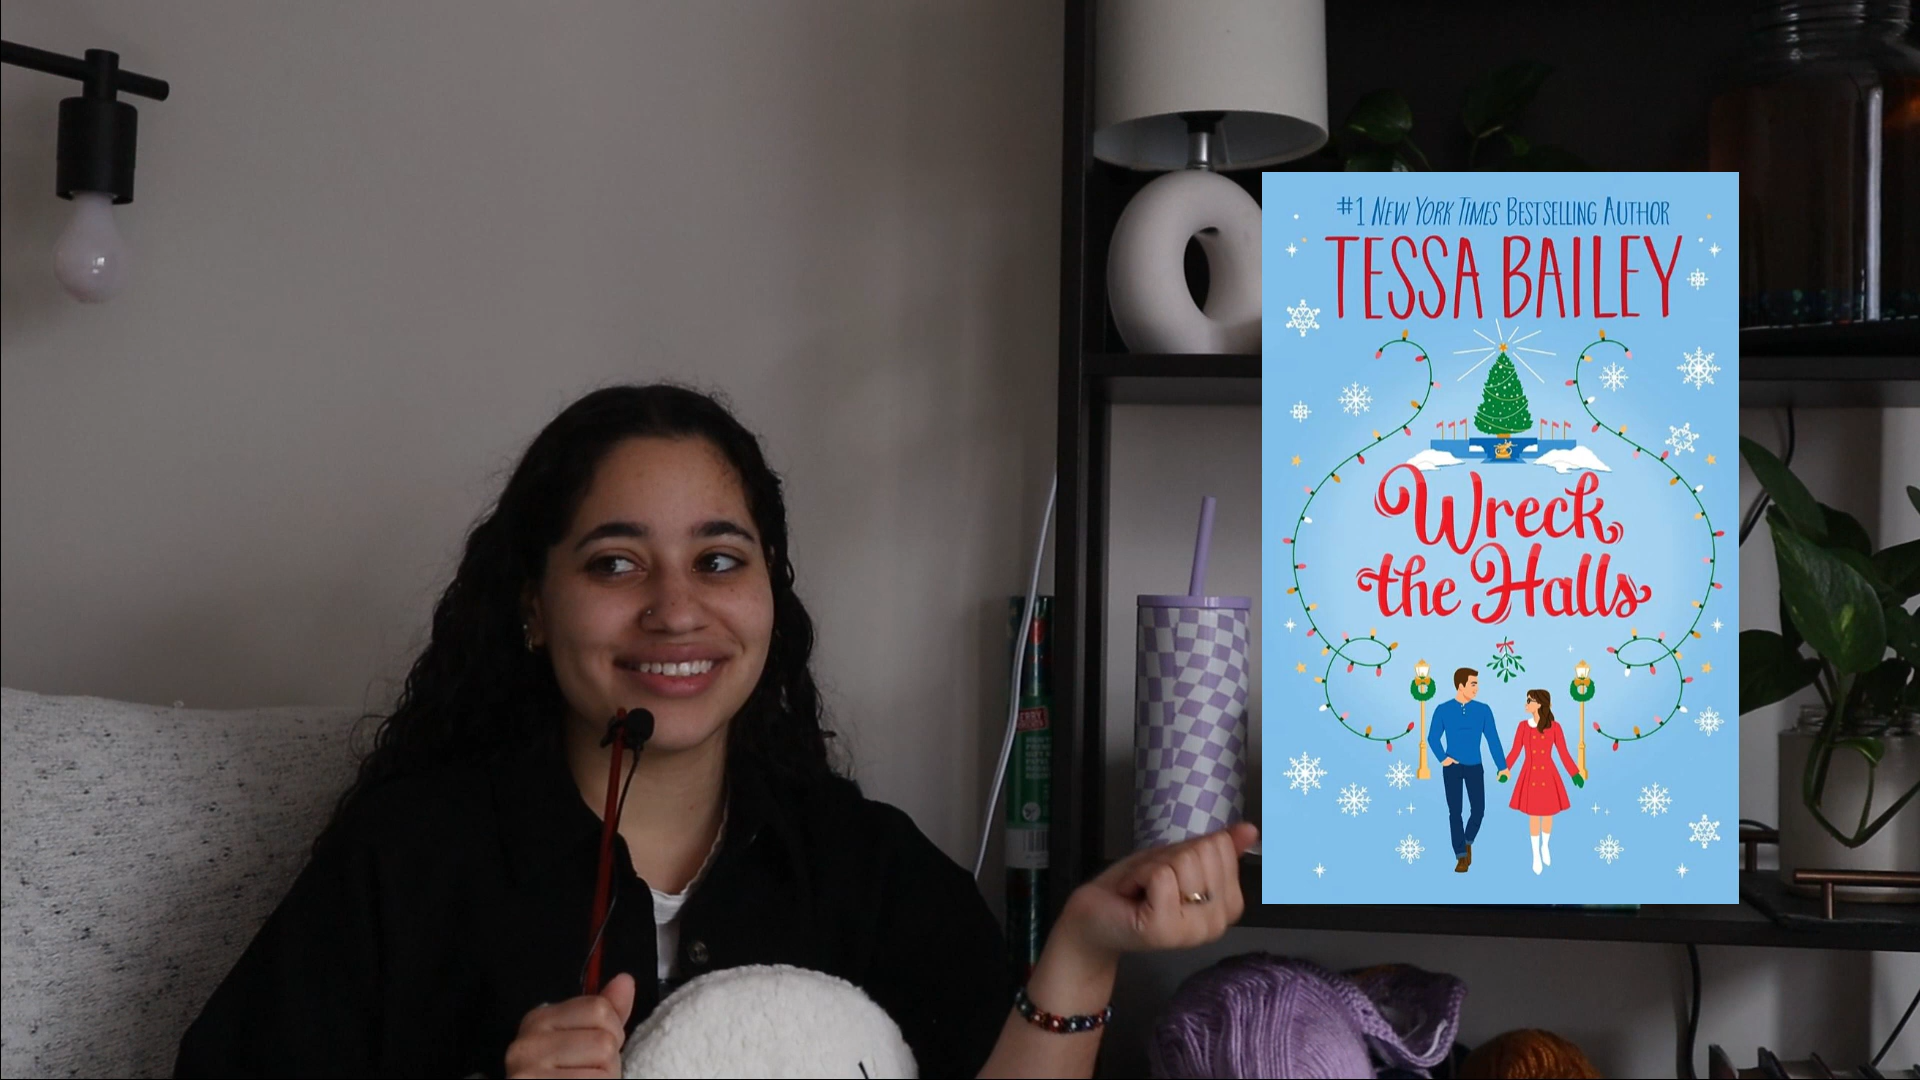 #1 NEW YORK TIMES BESTSELLING AUTHOR
TESSA BAILEY
Wreck
the Halls